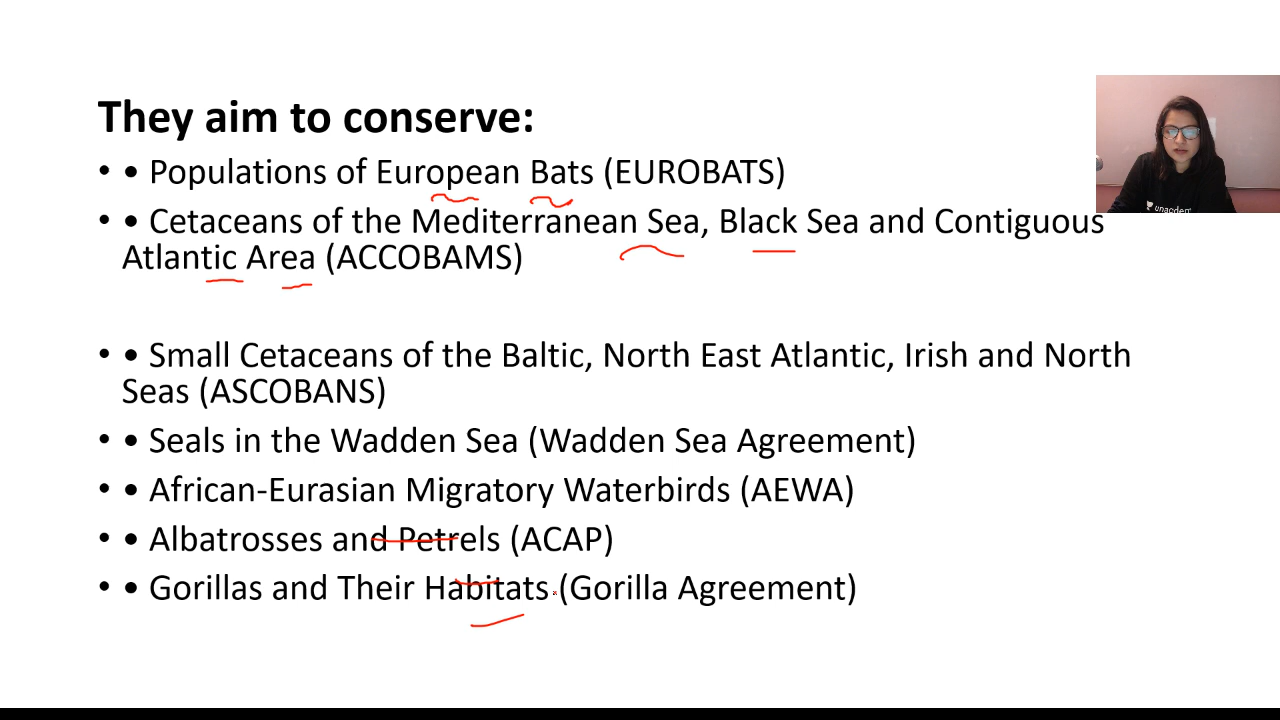 They aim to conserve:
• • Populations of European Bats (EUROBATS)
• • Cetaceans of the Mediterranean Sea, Black Sea and Contiguous
Atlantic Area (ACCOBAMS)
• • Small Cetaceans of the Baltic, North East Atlantic, Irish and North
Seas (ASCOBANS)
• • Seals in the Wadden Sea (Wadden Sea Agreement)
• • African-Eurasian Migratory Waterbirds (AEWA)
• • Albatrosses and Petrels (ACAP)
• • Gorillas and Their Habitats (Gorilla Agreement)